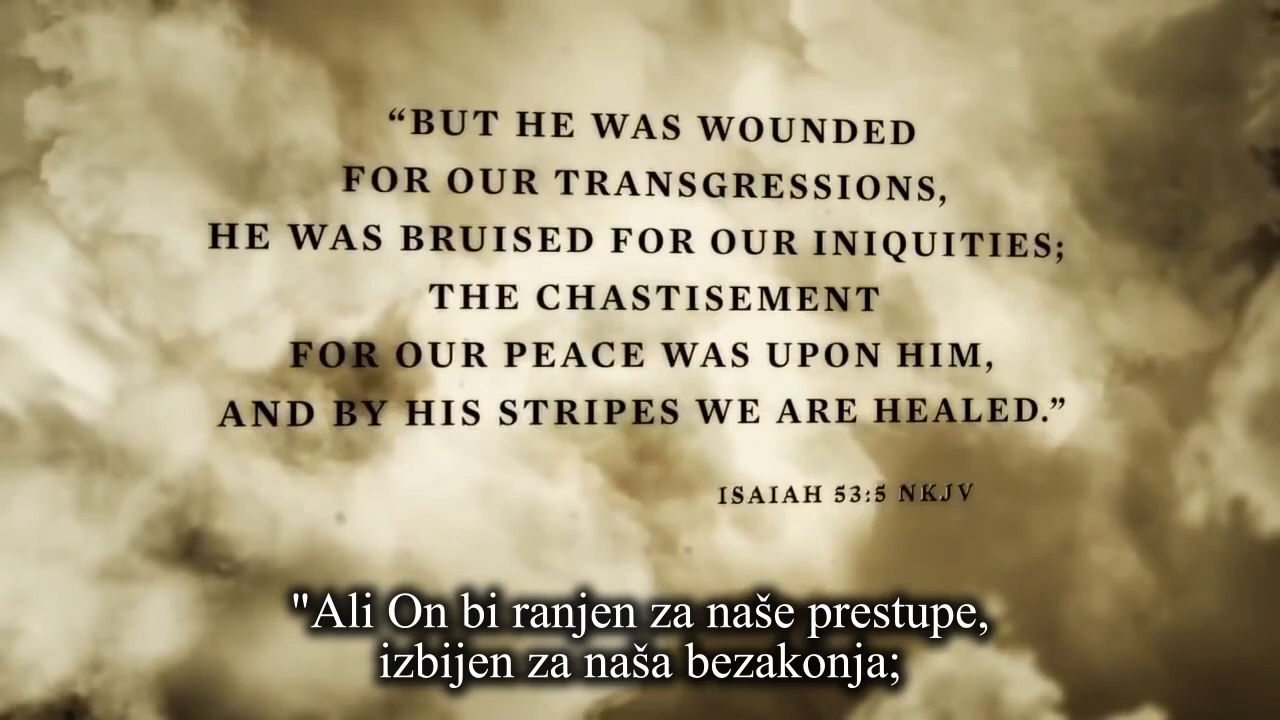 “BUT HE WAS WOUNDED
FOR OUR TRANSGRESSIONS,
HE WAS BRUISED FOR OUR INIQUITIES;
THE CHASTISEMENT
FOR OUR PEACE WAS UPON HIM,
AND BY HIS STRIPES WE ARE HEALED.”
ISAIAH 53:5 NKJV
"Ali On bi ranjen za naše prestupe,
izbijen za naša bezakonja;